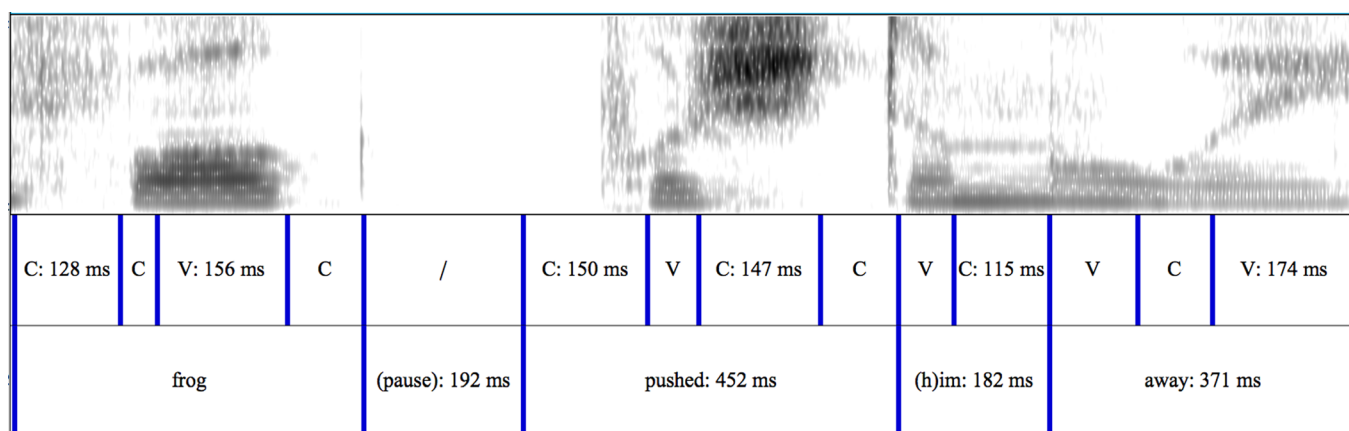 C: 128 ms C V: 156 ms C / C: 150 ms V C: 147 ms C V C: 115 ms V C V: 174 ms
frog (pause): 192 ms pushed: 452 ms (h)im: 182 ms away: 371 ms